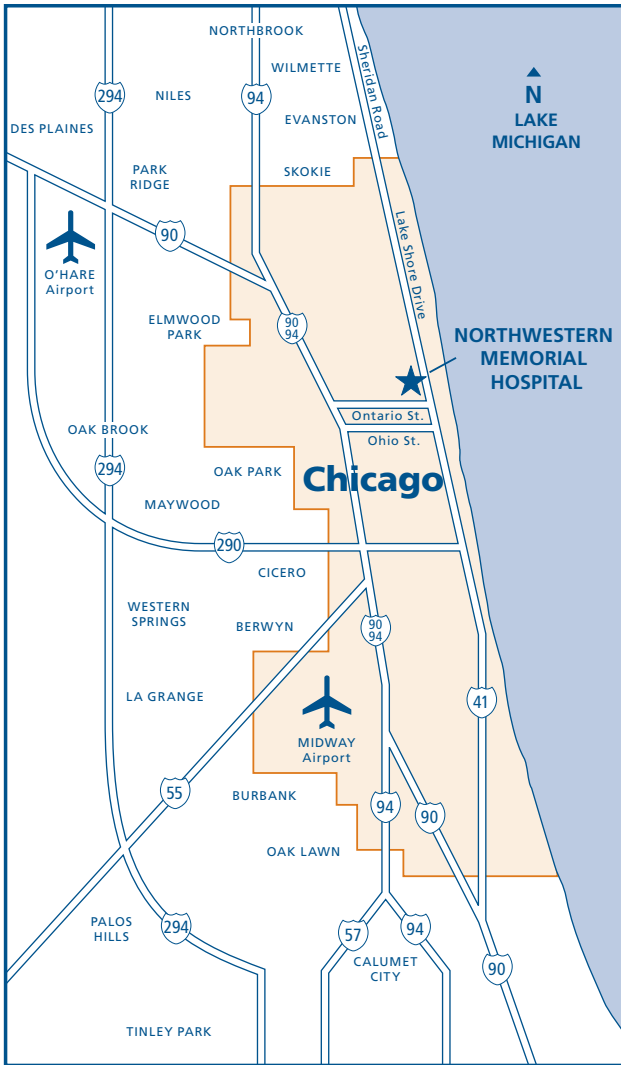 NORTHBROOK
WILMETTE
Sheridan Road
N
294
NILES
94
EVANSTON
LAKE
MICHIGAN
DES PLAINES
PARK
RIDGE
SKOKIE
90
Lake Shore Drive
O'HARE
Airport
ELMWOOD
PARK
90
94
NORTHWESTERN
MEMORIAL
HOSPITAL
Ontario St.
OAK BROOK
Ohio St.
294
OAK PARK
Chicago
MAYWOOD
290
CICERO
WESTERN
SPRINGS
BERWYN
90
94
LA GRANGE
41
MIDWAY
Airport
55
BURBANK
94
90
OAK LAWN
PALOS
HILLS
294
57
94
CALUMET
CITY
90
TINLEY PARK